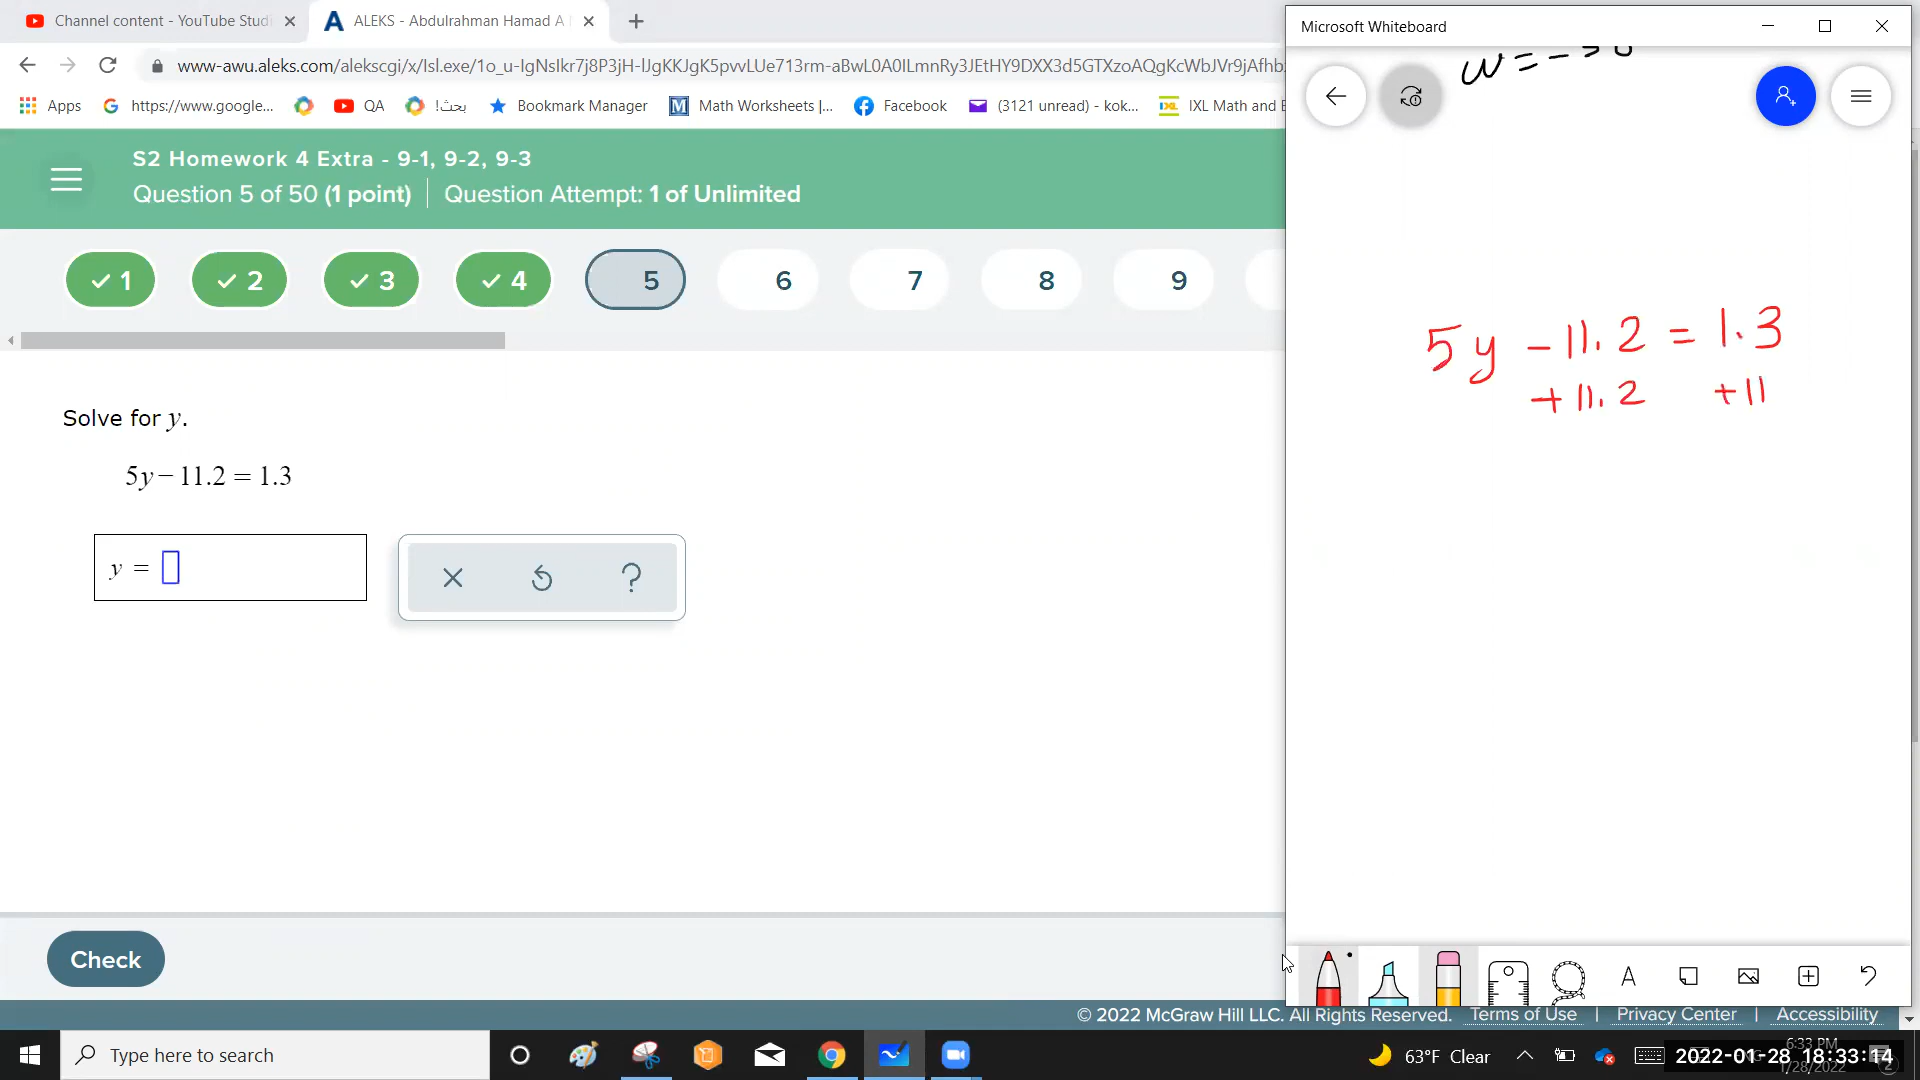 Channel content - YouTube Studi
ALEKS - Abdulrahman Hamad A
Microsoft Whiteboard
www-awu.aleks.com/alekscgi/x/Isl.exe/1o_u-IgNsIkr7j8P3jH-lJgKKJgK5pvvLUe713rm-aBwL0A0ILmnRy3JEtHY9DXX3d5GTXzoAQgKcWbJVr9jAfhb
Apps
https://www.google...
QA
بحث!
Bookmark Manager
Math Worksheets |...
Facebook
(3121 unread) - kok...
IXL Math and E
S2 Homework 4 Extra - 9-1, 9-2, 9-3
Question 5 of 50 (1 point) Question Attempt: 1 of Unlimited
1 2 3 4 5 6 7 8 9
5y - 11.2 = 1.3
+11.2 +11
Solve for y.
5y − 11.2 = 1.3
y =
Check
© 2022 McGraw Hill LLC. All Rights Reserved. Terms of Use | Privacy Center | Accessibility
Type here to search
63°F Clear
6:33 PM
1/28/2022
2022-01-28 18:33:14